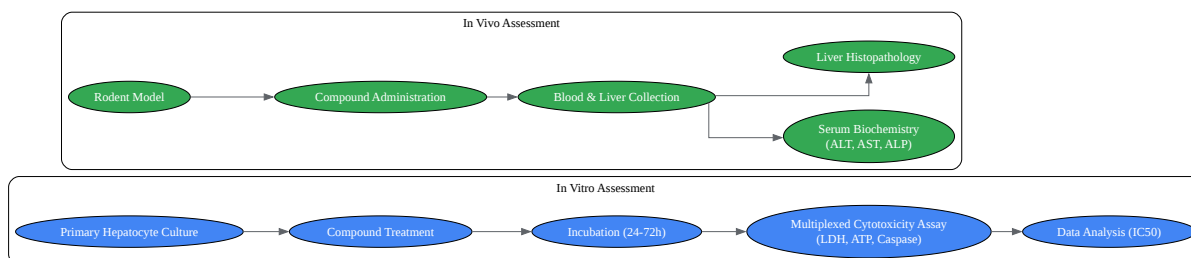 In Vivo Assessment
Rodent Model
Compound Administration
Blood & Liver Collection
Liver Histopathology
Serum Biochemistry
(ALT, AST, ALP)
In Vitro Assessment
Primary Hepatocyte Culture
Compound Treatment
Incubation (24-72h)
Multiplexed Cytotoxicity Assay
(LDH, ATP, Caspase)
Data Analysis (IC50)